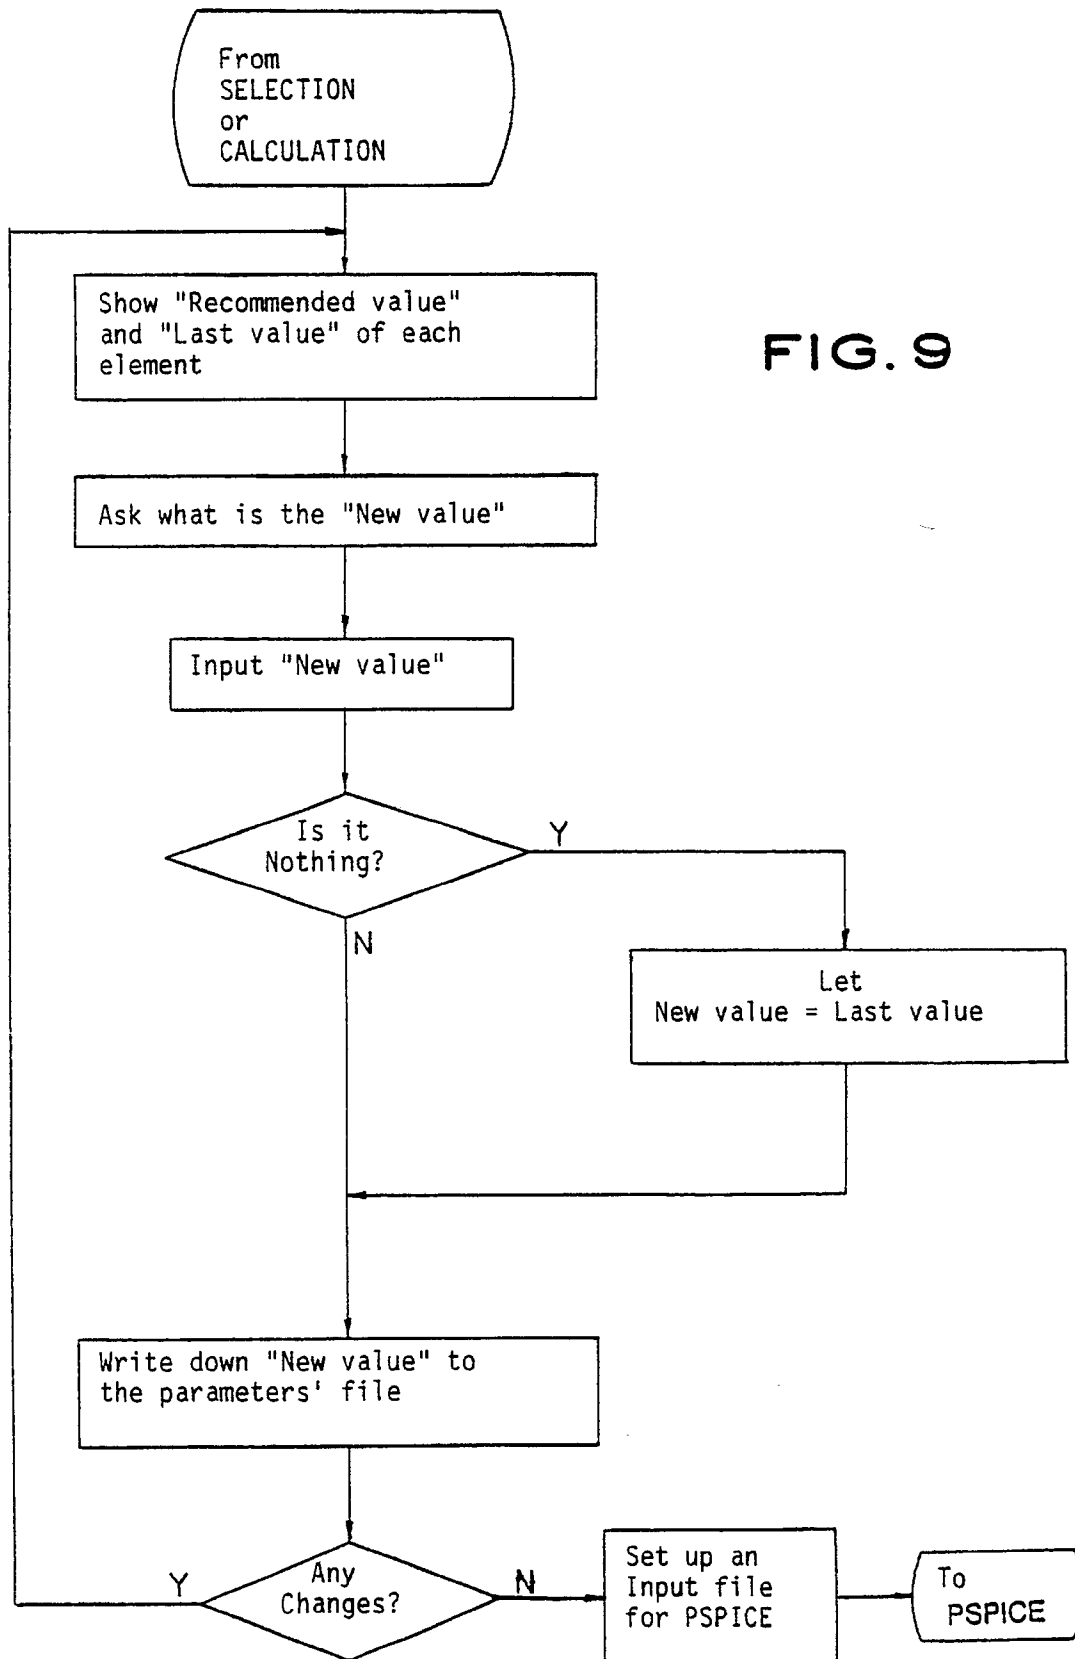 From
SELECTION
or
CALCULATION
Show "Recommended value"
and "Last value" of each
element
FIG. 9
Ask what is the "New value"
Input "New value"
Is it
Nothing?
Y
N
Let
New value = Last value
Write down "New value" to
the parameters' file
Any
Changes?
Y
N
Set up an
Input file
for PSPICE
To
PSPICE